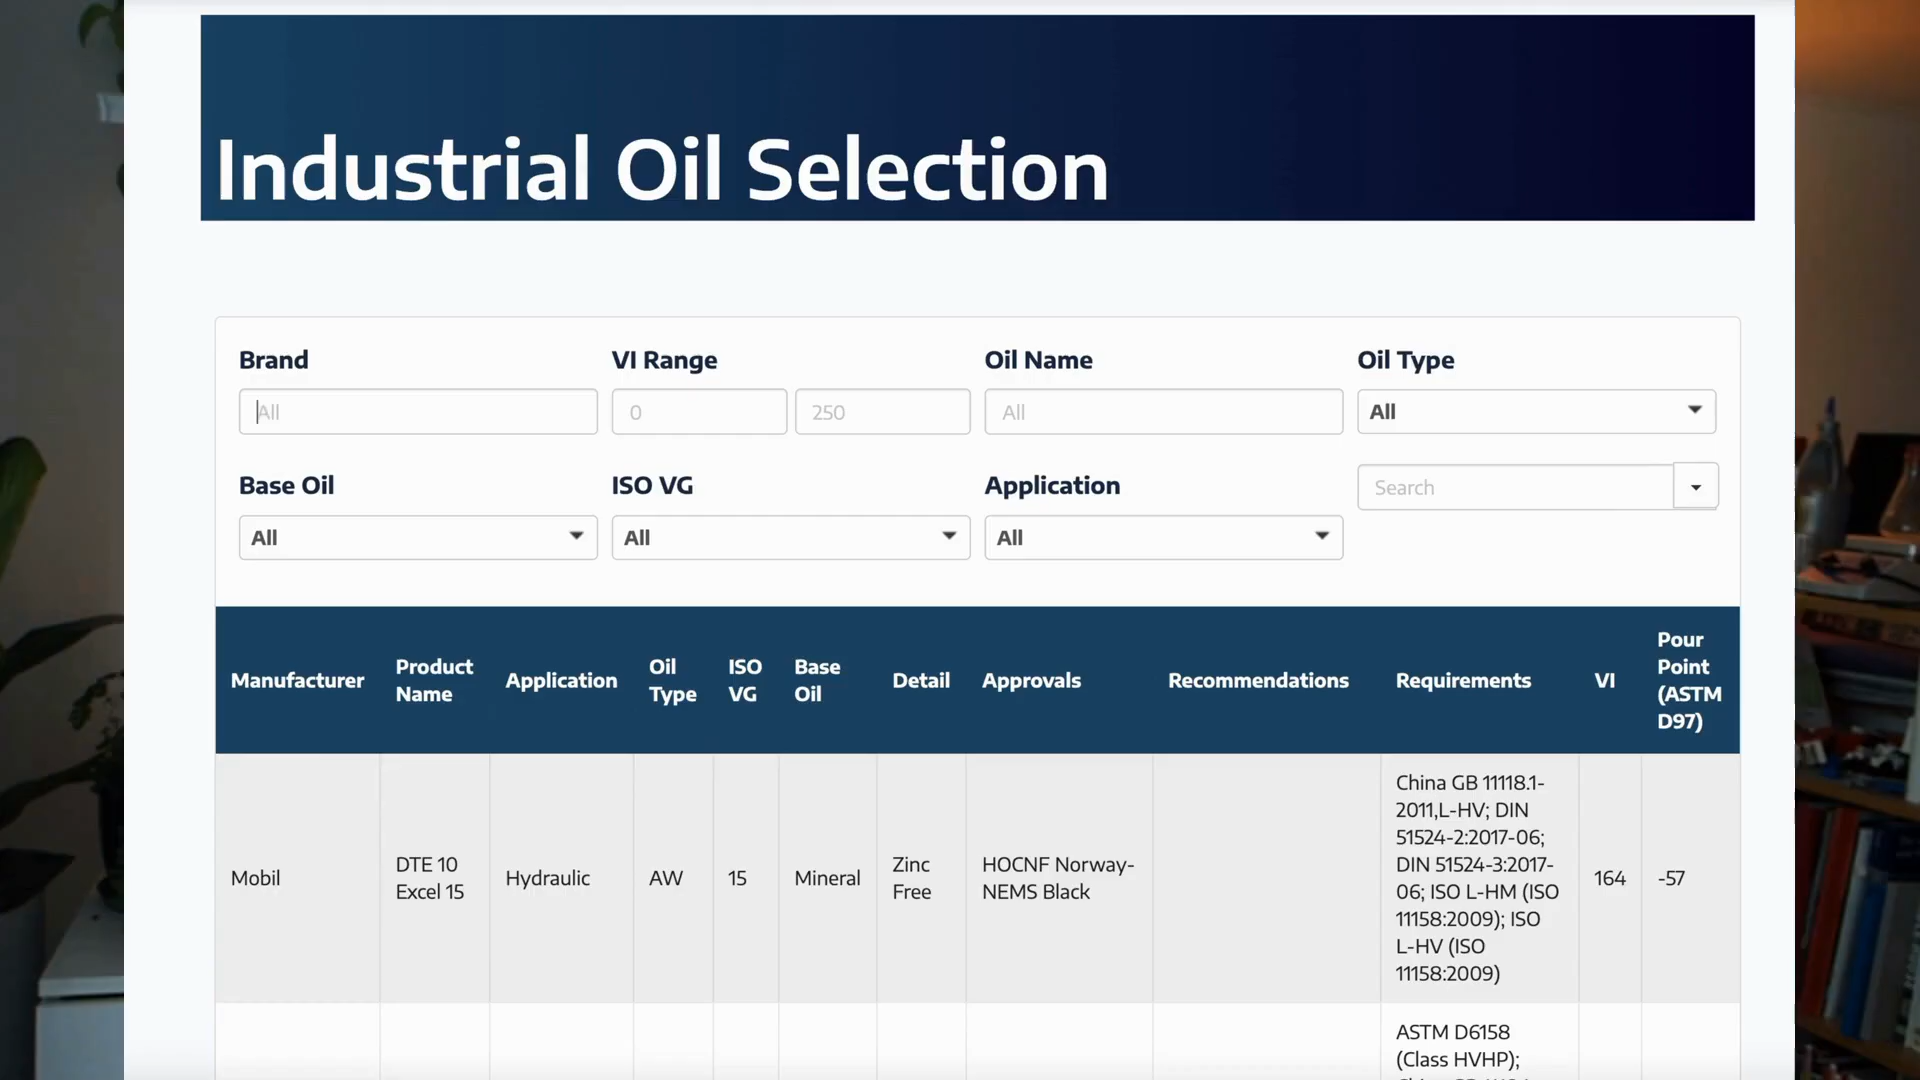 Industrial Oil Selection
Brand
VI Range
Oil Name
Oil Type
All
0
250
All
All
Base Oil
ISO VG
Application
Search
All
All
All
Manufacturer
Product
Name
Application
Oil
Type
ISO
VG
Base
Oil
Detail
Approvals
Recommendations
Requirements
VI
Pour
Point
(ASTM
D97)
Mobil
DTE 10
Excel 15
Hydraulic
AW
15
Mineral
Zinc
Free
HOCNF Norway-
NEMS Black
China GB 11118.1-
2011,L-HV; DIN
51524-2:2017-06;
DIN 51524-3:2017-
06; ISO L-HM (ISO
11158:2009); ISO
L-HV (ISO
11158:2009)
164
-57
ASTM D6158
(Class HVHP);